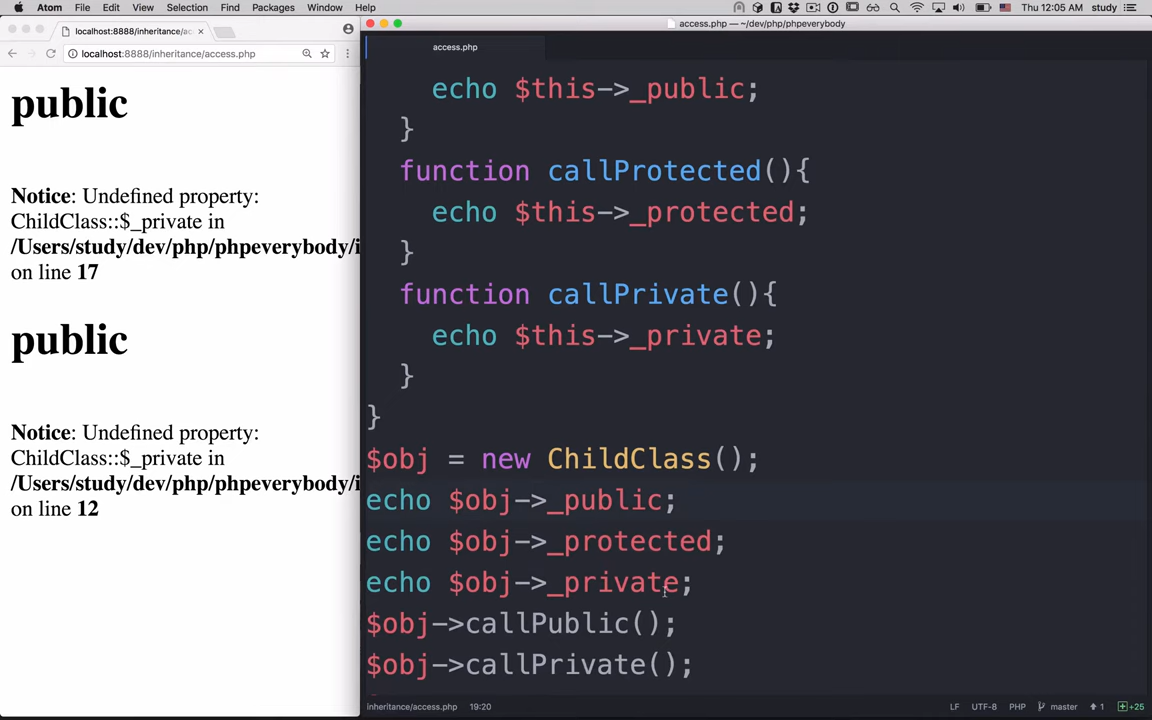 Atom File Edit View Selection Find Packages Window Help Thu 12:05 AM study
localhost:8888/inheritance/ac
access.php — ~/dev/php/phpeverybody
localhost:8888/inheritance/access.php
access.php
public
Notice: Undefined property:
ChildClass::$_private in
/Users/study/dev/php/phpeverybody/i
on line 17
public
Notice: Undefined property:
ChildClass::$_private in
/Users/study/dev/php/phpeverybody/i
on line 12
echo $this->_public;
}
function callProtected(){
echo $this->_protected;
}
function callPrivate(){
echo $this->_private;
}
}
$obj = new ChildClass();
echo $obj->_public;
echo $obj->_protected;
echo $obj->_private;
$obj->callPublic();
$obj->callPrivate();
inheritance/access.php 19:20 LF UTF-8 PHP master 1 +25